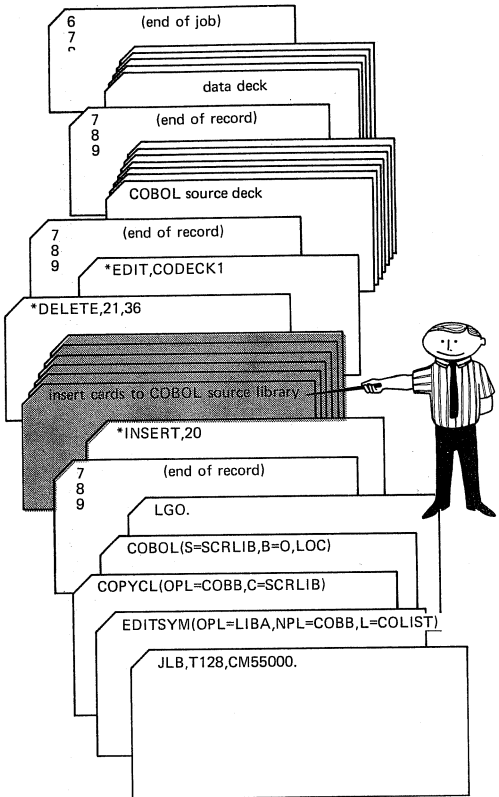 6 (end of job)
7
data deck
7 (end of record)
8
9
COBOL source deck
7 (end of record)
8
9
*EDIT,CODECK1
*DELETE,21,36
insert cards to COBOL source library
*INSERT,20
7 (end of record)
8
9
LGO.
COBOL(S=SCRLIB,B=O,LOC)
COPYCL(OPL=COBB,C=SCRLIB)
EDITSYM(OPL=LIBA,NPL=COBB,L=COLIST)
JLB,T128,CM55000.